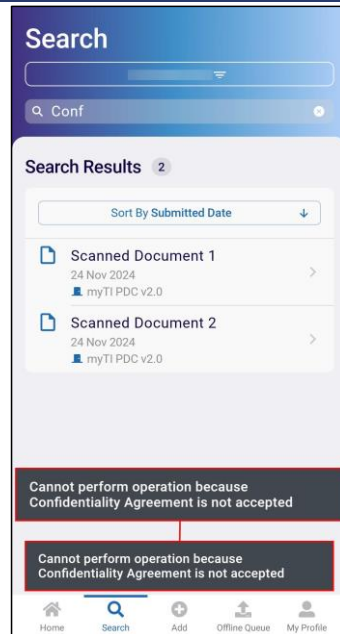 Search
Conf
Search Results 2
Sort By Submitted Date
Scanned Document 1
24 Nov 2024
myTI PDC v2.0
Scanned Document 2
24 Nov 2024
myTI PDC v2.0
Cannot perform operation because
Confidentiality Agreement is not accepted
Cannot perform operation because
Confidentiality Agreement is not accepted
Home Search Add Offline Queue My Profile